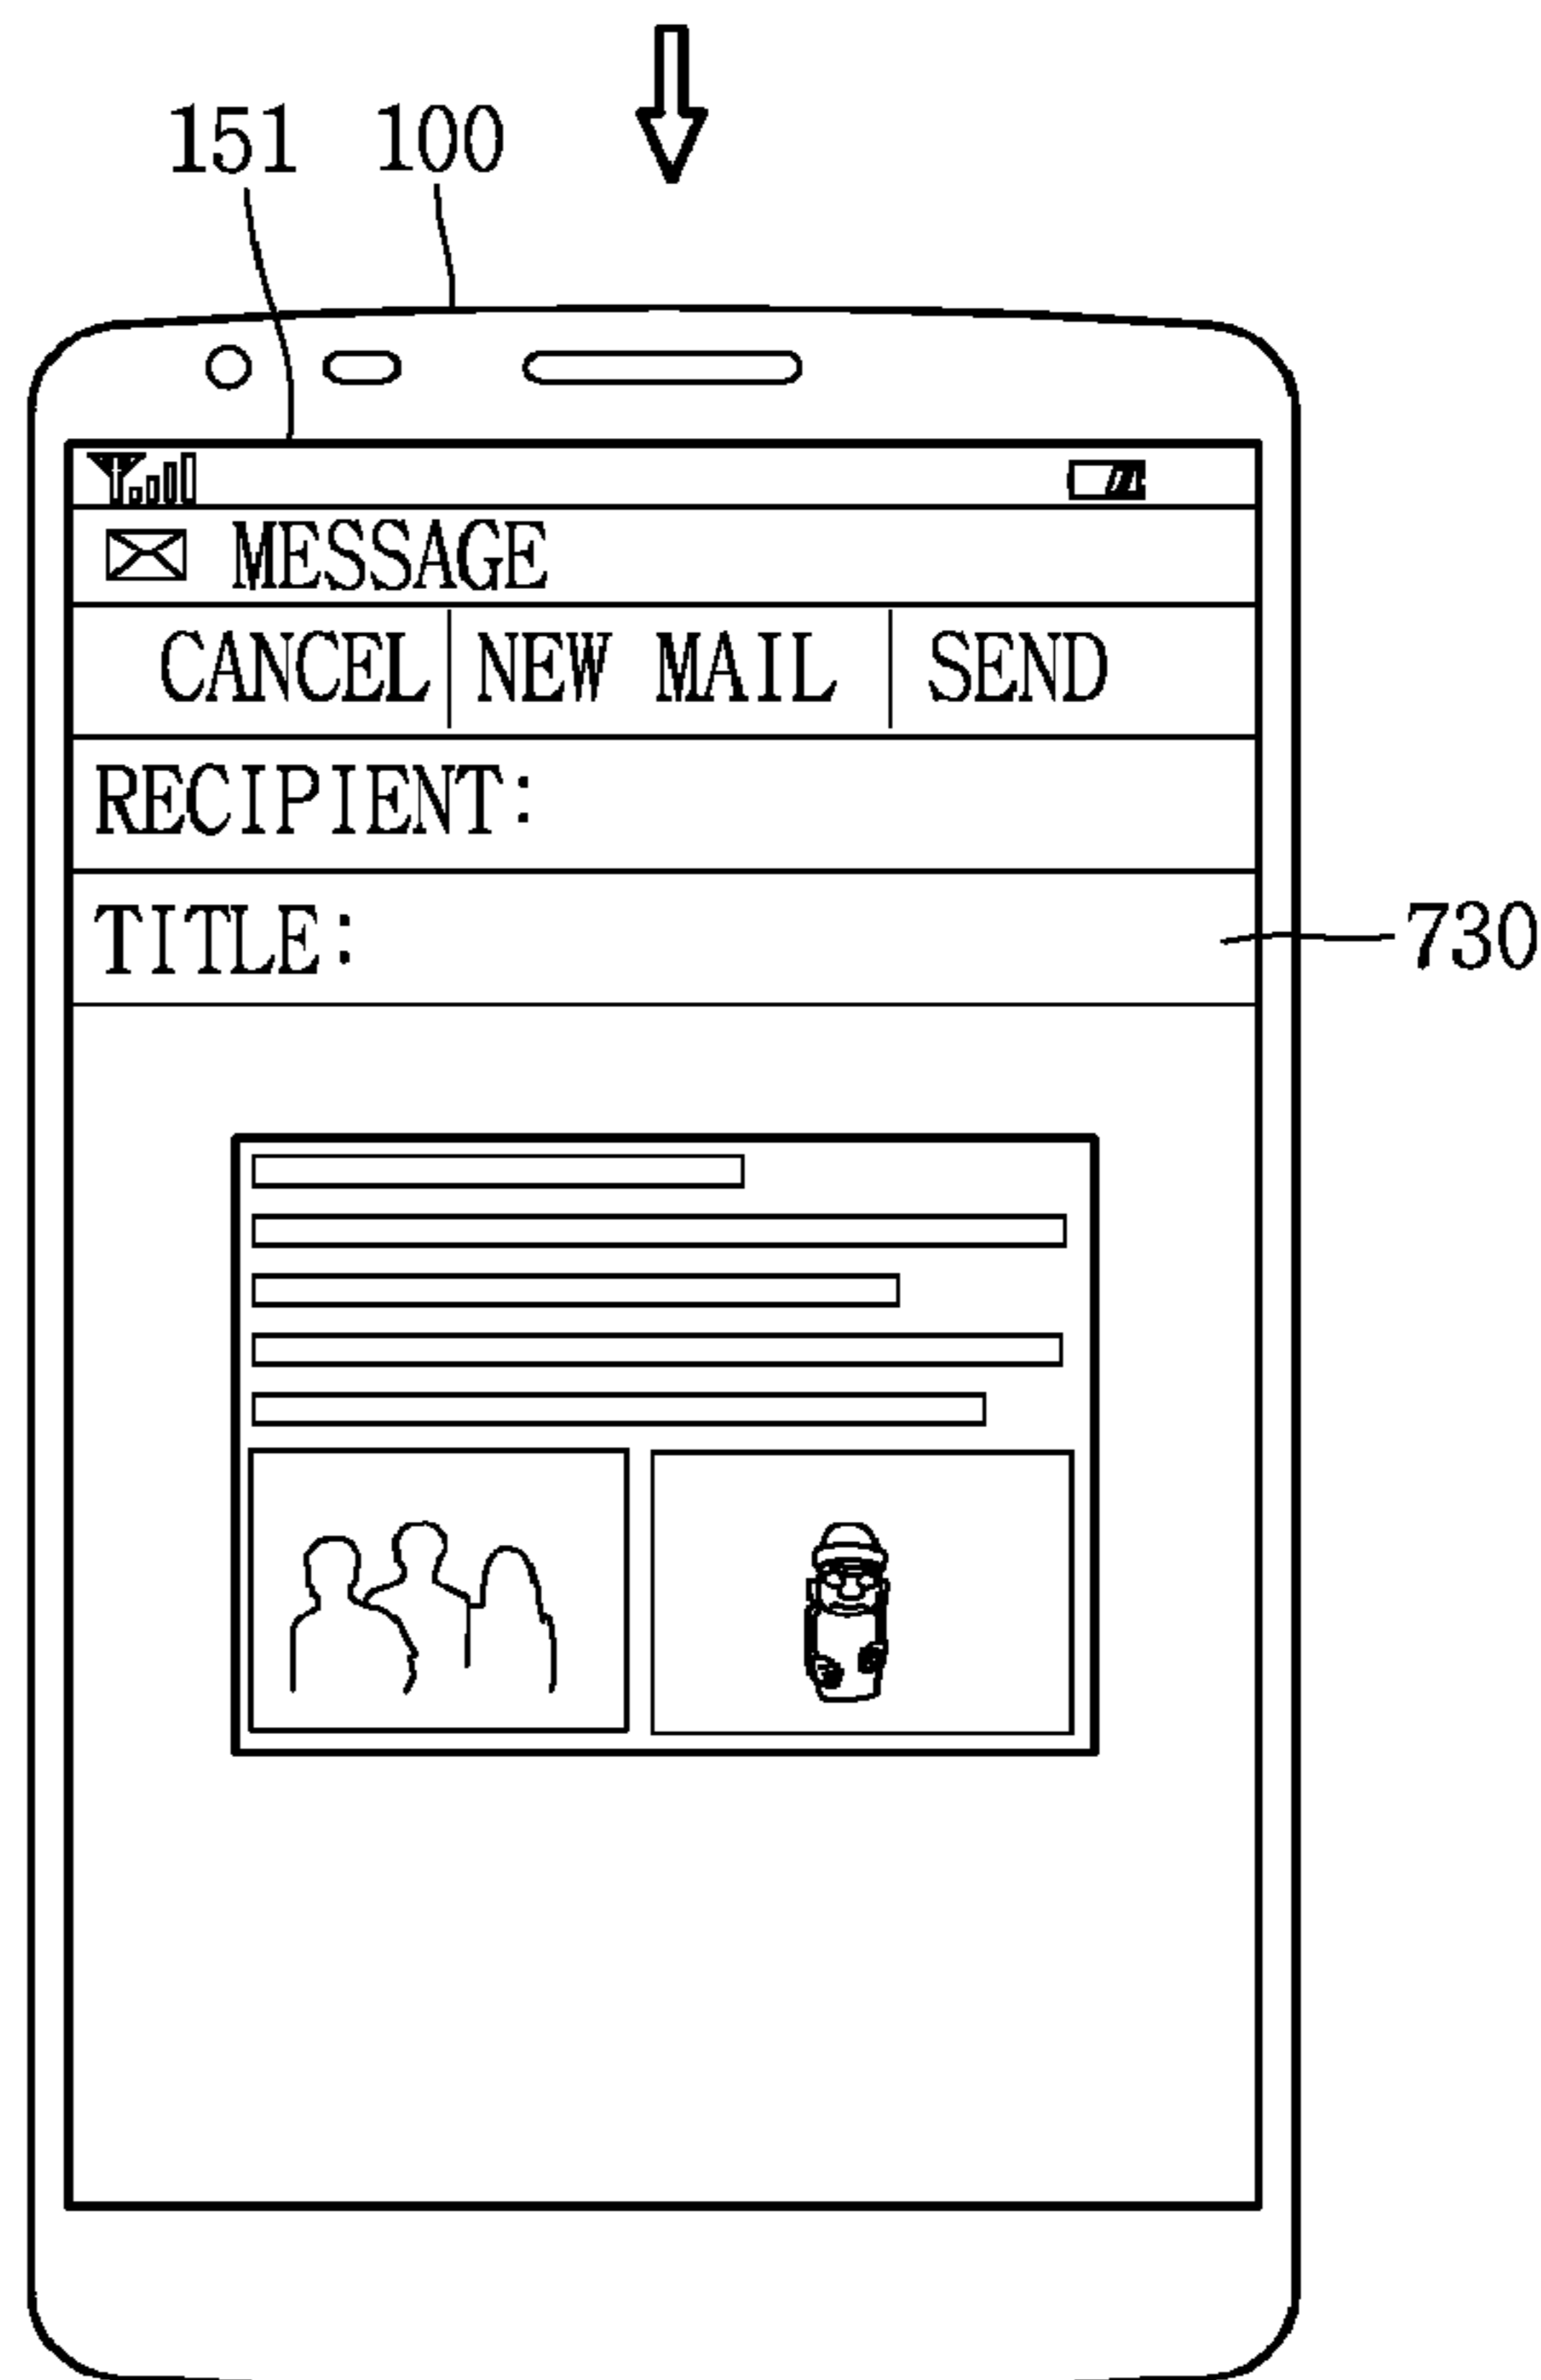 151 100
MESSAGE
CANCEL NEW MAIL SEND
RECIPIENT:
TITLE:
730